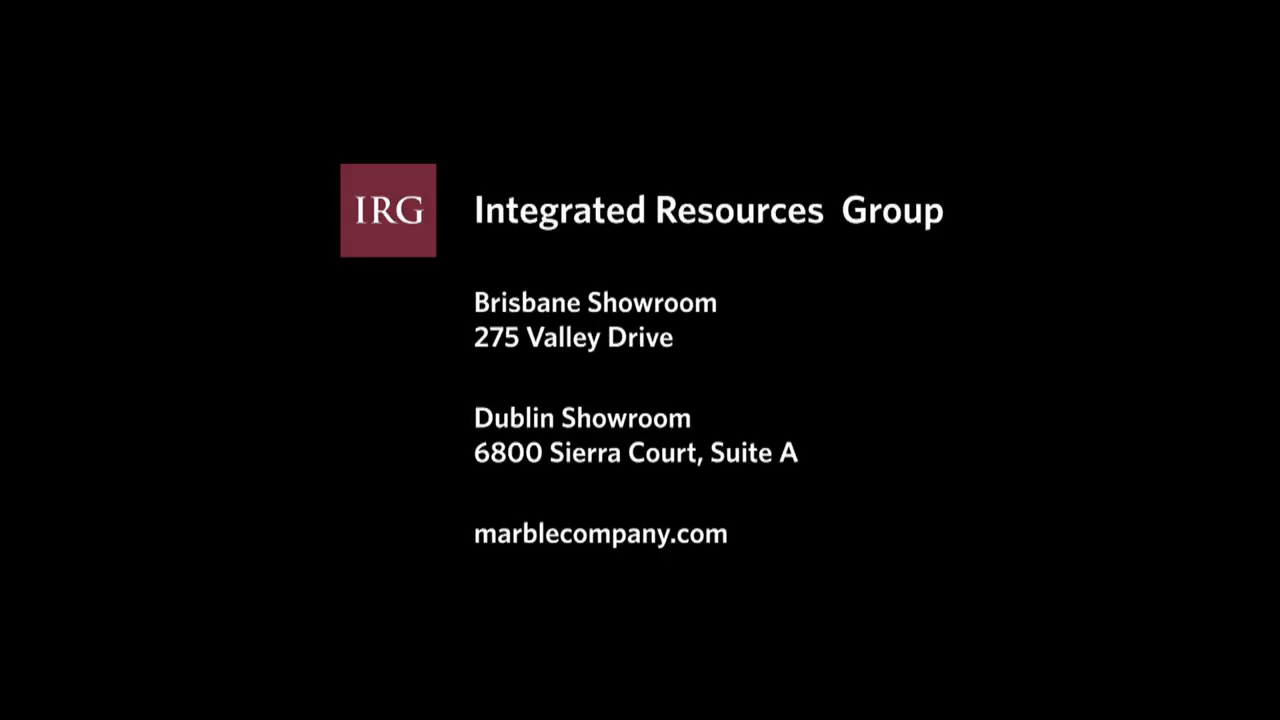 IRG
Integrated Resources Group
Brisbane Showroom
275 Valley Drive
Dublin Showroom
6800 Sierra Court, Suite A
marblecompany.com